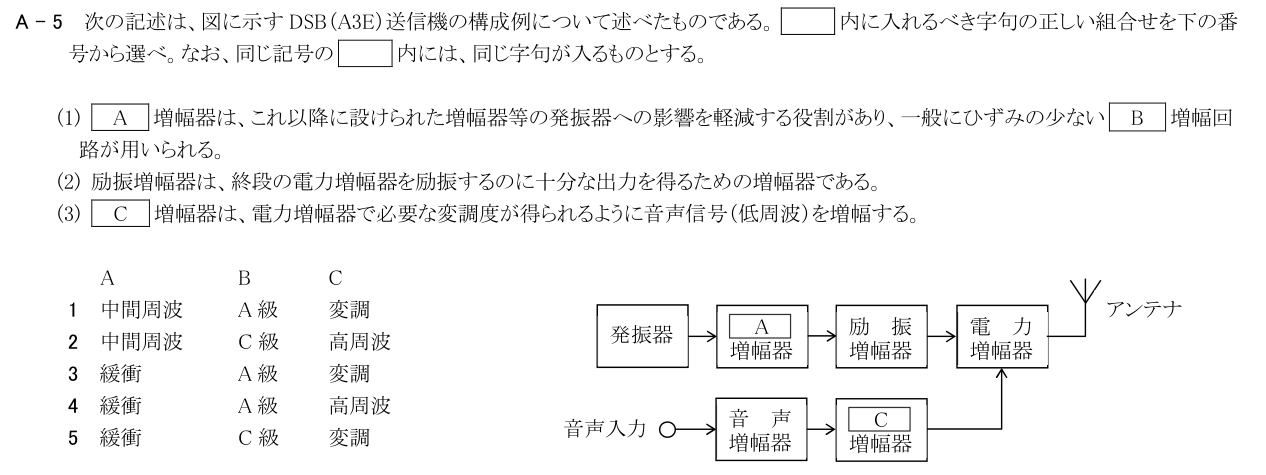 A－5　次の記述は、図に示すDSB(A3E)送信機の構成例について述べたものである。□内に入れるべき字句の正しい組合せを下の番
号から選べ。なお、同じ記号の□内には、同じ字句が入るものとする。
(1) A 増幅器は、これ以降に設けられた増幅器等の発振器への影響を軽減する役割があり、一般にひずみの少ない B 増幅回
路が用いられる。
(2) 励振増幅器は、終段の電力増幅器を励振するのに十分な出力を得るための増幅器である。
(3) C 増幅器は、電力増幅器で必要な変調度が得られるように音声信号(低周波)を増幅する。
A B C
1 中間周波 A級 変調
2 中間周波 C級 高周波
3 緩衝 A級 変調
4 緩衝 A級 高周波
5 緩衝 C級 変調
アンテナ
発振器
A
増幅器
励振
増幅器
電力
増幅器
音声入力
音声
増幅器
C
増幅器